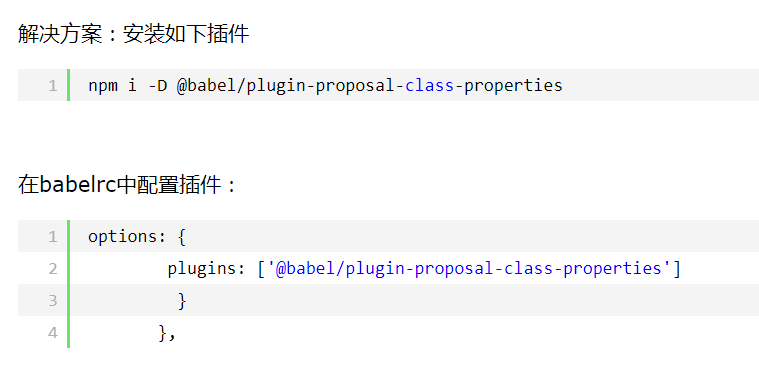 解决方案：安装如下插件
1 npm i -D @babel/plugin-proposal-class-properties
在babelrc中配置插件：
1 options: {
2 plugins: ['@babel/plugin-proposal-class-properties']
3 }
4 },